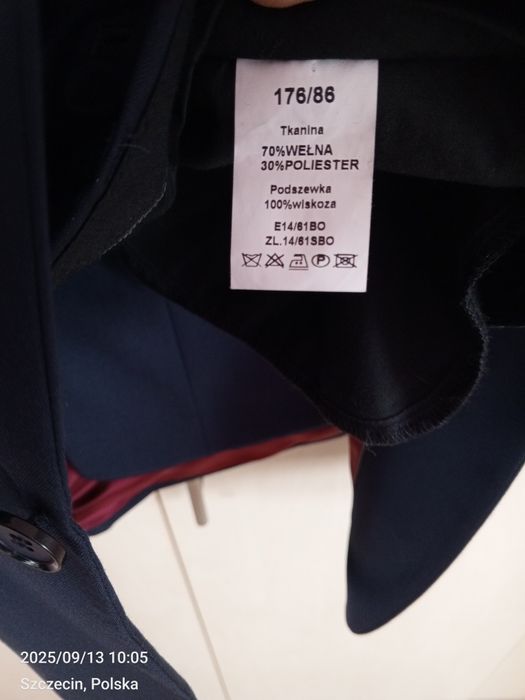 176/86
Tkanina
70%WEŁNA
30%POLIESTER
Podszewka
100%wiskoza
E14/61BO
ZL.14/61SBO
P
2025/09/13 10:05
Szczecin, Polska